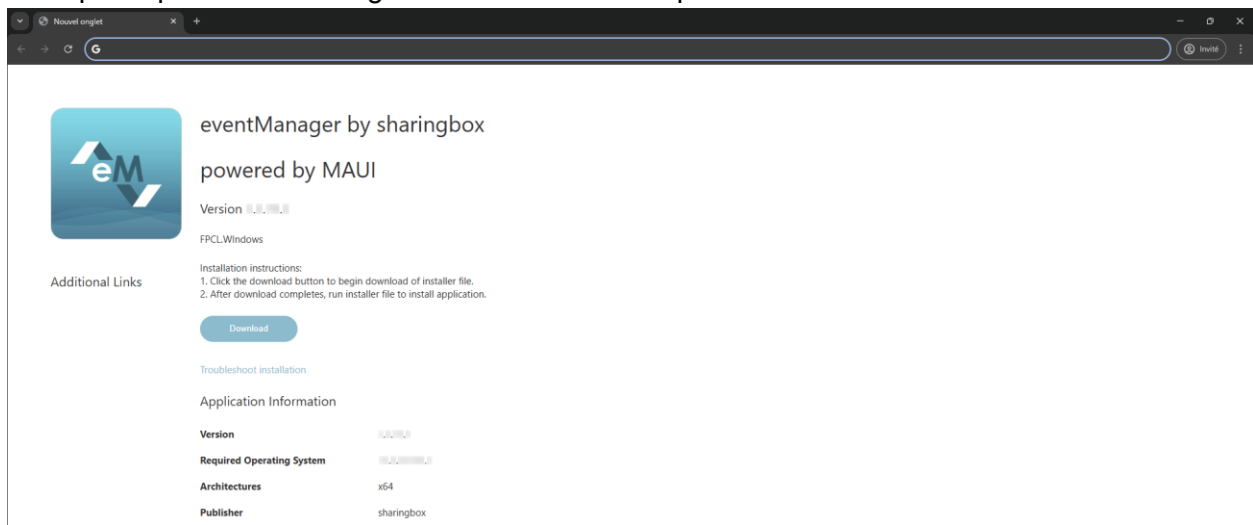 Nouvel onglet
Invité
eM
eventManager by sharingbox
powered by MAUI
Version
FPCL.WIndows
Additional Links
Installation instructions:
1. Click the download button to begin download of installer file.
2. After download completes, run installer file to install application.
Download
Troubleshoot installation
Application Information
Version
Required Operating System
Architectures x64
Publisher sharingbox